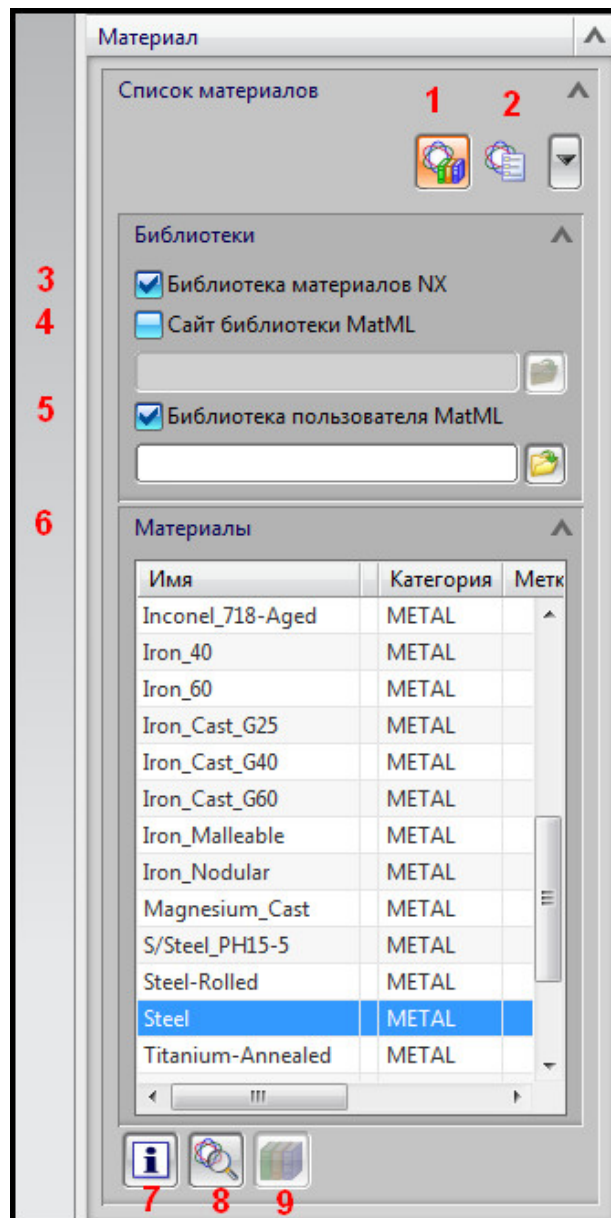 Материал
Список материалов
1 2
Библиотеки
3 Библиотека материалов NX
4 Сайт библиотеки MatML
5 Библиотека пользователя MatML
6 Материалы
Имя Категория Метк
Inconel_718-Aged METAL
Iron_40 METAL
Iron_60 METAL
Iron_Cast_G25 METAL
Iron_Cast_G40 METAL
Iron_Cast_G60 METAL
Iron_Malleable METAL
Iron_Nodular METAL
Magnesium_Cast METAL
S/Steel_PH15-5 METAL
Steel-Rolled METAL
Steel METAL
Titanium-Annealed METAL
7 8 9